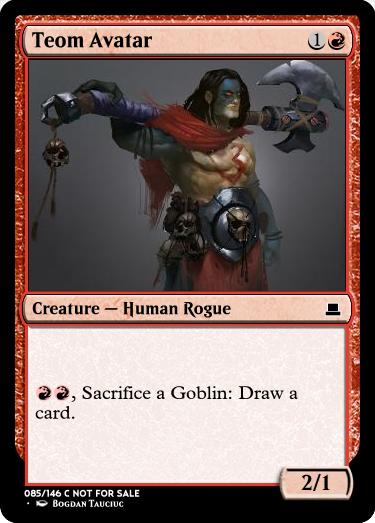 Teom Avatar 1
Creature — Human Rogue
, Sacrifice a Goblin: Draw a
card.
2/1
085/146 C NOT FOR SALE
Bogdan Tauciuc